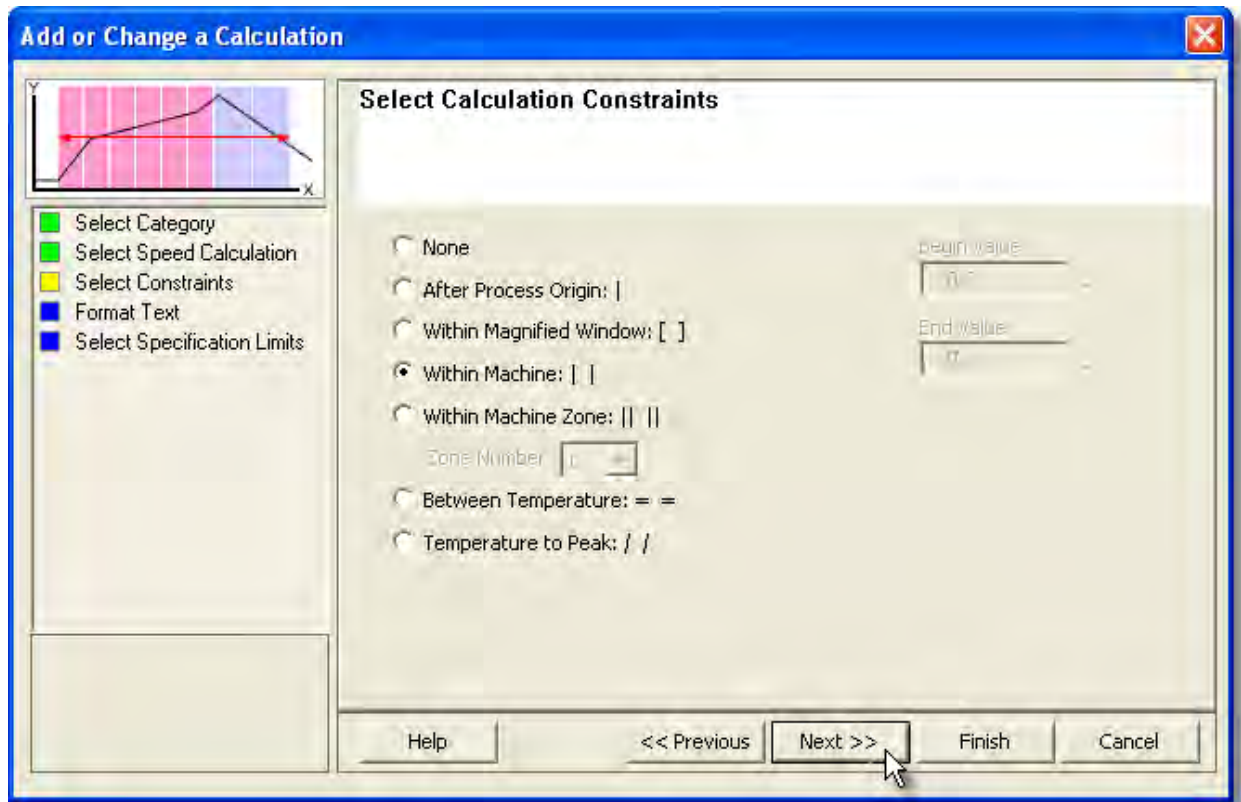 Add or Change a Calculation
Y
X
Select Category
Select Speed Calculation
Select Constraints
Format Text
Select Specification Limits
Select Calculation Constraints
None
After Process Origin: |
Within Magnified Window: [ ]
Within Machine: | |
Within Machine Zone: || ||
Zone Number
Between Temperature: = =
Temperature to Peak: / /
Begin value
End value
Help
<< Previous
Next >>
Finish
Cancel